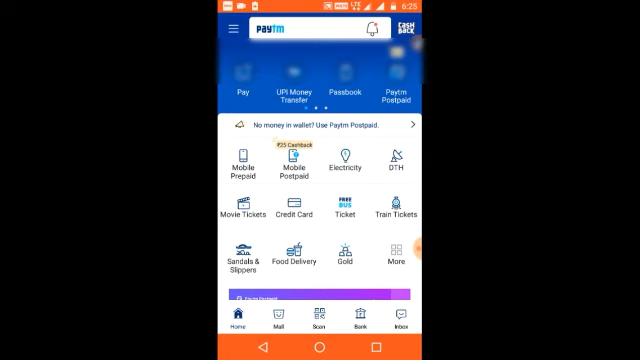 6:25
paytm
CASH
BACK
Pay
UPI Money
Transfer
Passbook
Paytm
Postpaid
No money in wallet? Use Paytm Postpaid.
₹25 Cashback
Mobile
Prepaid
Mobile
Postpaid
Electricity
DTH
Movie Tickets
Credit Card
FREE
BUS
Ticket
Train Tickets
Sandals &
Slippers
Food Delivery
Gold
More
Paytm Postpaid
Home
Mall
Scan
Bank
Inbox